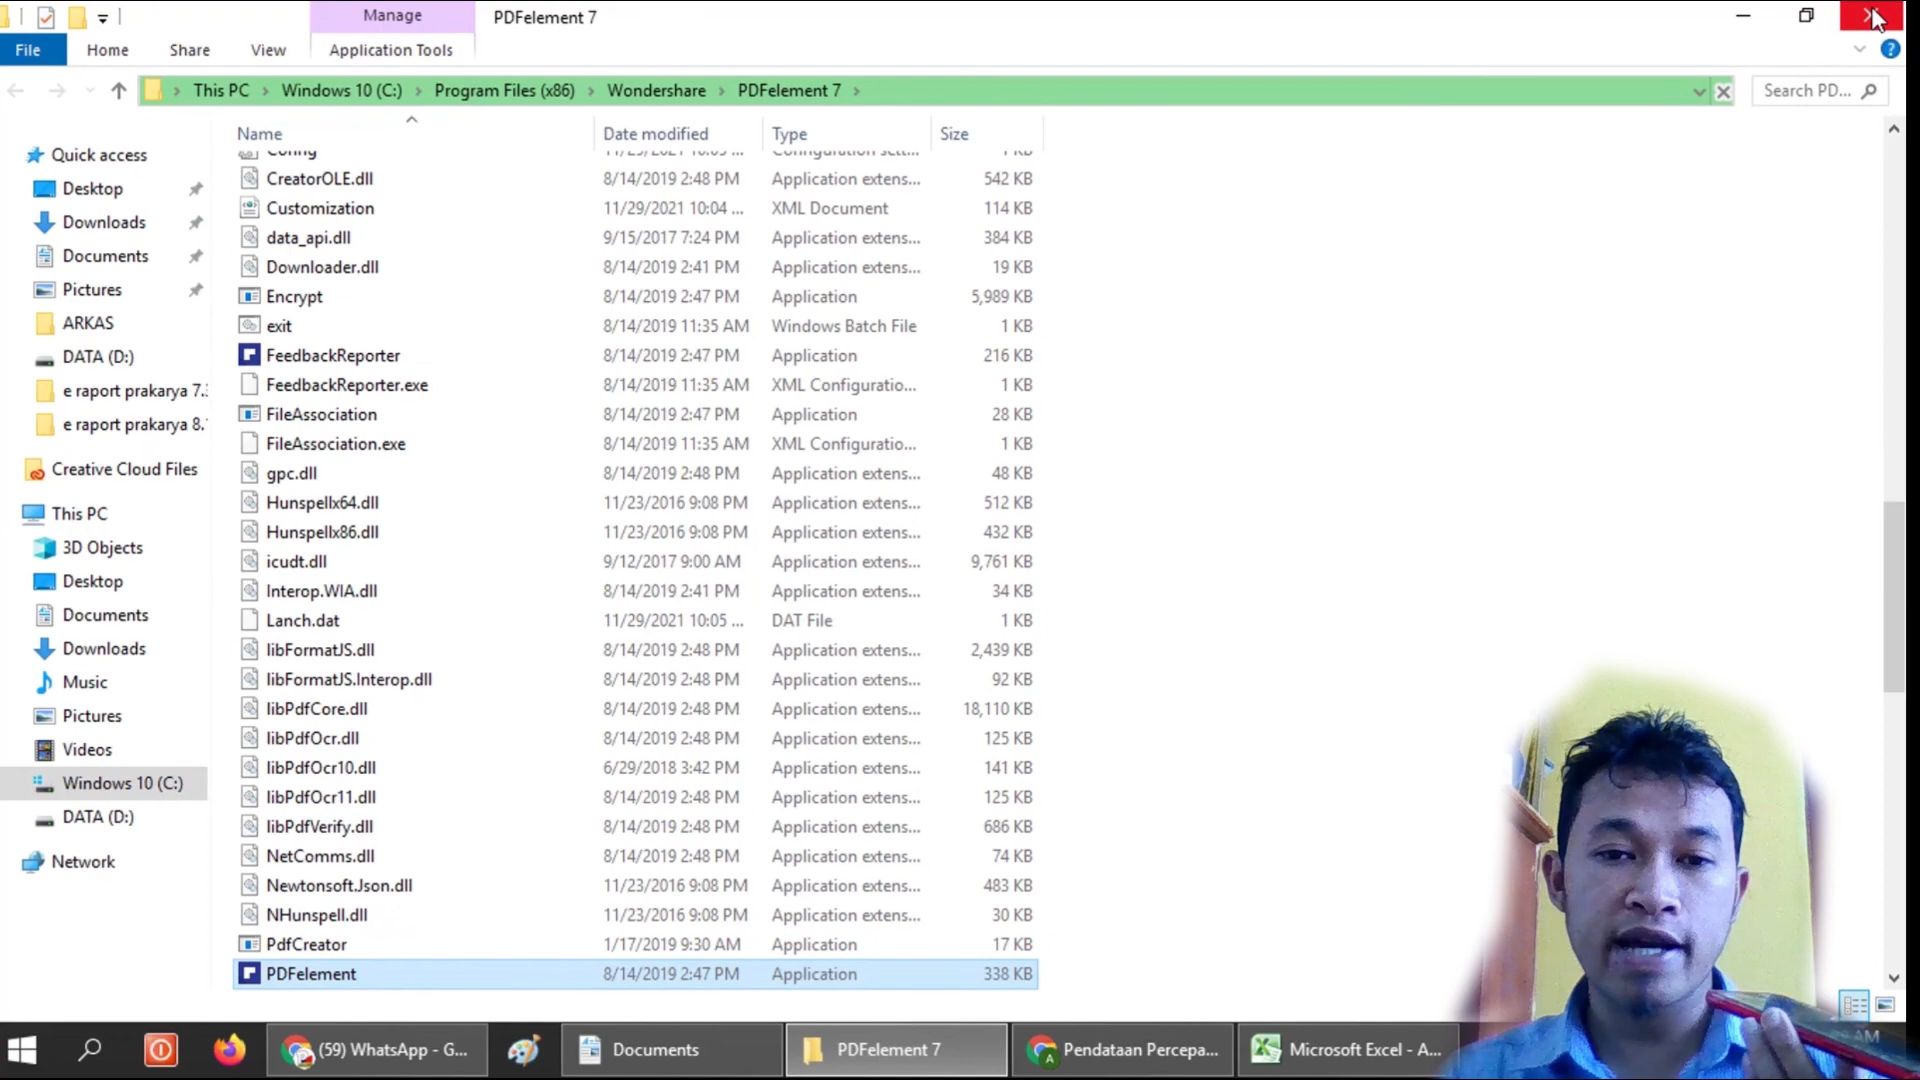 Manage
PDFelement 7
File
Home
Share
View
Application Tools
This PC
Windows 10 (C:)
Program Files (x86)
Wondershare
PDFelement 7
Search PD...
Name
Date modified
Type
Size
Quick access
Desktop
Downloads
Documents
Pictures
ARKAS
DATA (D:)
e raport prakarya 7.
e raport prakarya 8.
Creative Cloud Files
This PC
3D Objects
Desktop
Documents
Downloads
Music
Pictures
Videos
Windows 10 (C:)
DATA (D:)
Network
CreatorOLE.dll 8/14/2019 2:48 PM Application extens... 542 KB
Customization 11/29/2021 10:04 ... XML Document 114 KB
data_api.dll 9/15/2017 7:24 PM Application extens... 384 KB
Downloader.dll 8/14/2019 2:41 PM Application extens... 19 KB
Encrypt 8/14/2019 2:47 PM Application 5,989 KB
exit 8/14/2019 11:35 AM Windows Batch File 1 KB
FeedbackReporter 8/14/2019 2:47 PM Application 216 KB
FeedbackReporter.exe 8/14/2019 11:35 AM XML Configuratio... 1 KB
FileAssociation 8/14/2019 2:47 PM Application 28 KB
FileAssociation.exe 8/14/2019 11:35 AM XML Configuratio... 1 KB
gpc.dll 8/14/2019 2:48 PM Application extens... 48 KB
Hunspellx64.dll 11/23/2016 9:08 PM Application extens... 512 KB
Hunspellx86.dll 11/23/2016 9:08 PM Application extens... 432 KB
icudt.dll 9/12/2017 9:00 AM Application extens... 9,761 KB
Interop.WIA.dll 8/14/2019 2:41 PM Application extens... 34 KB
Lanch.dat 11/29/2021 10:05 ... DAT File 1 KB
libFormatJS.dll 8/14/2019 2:48 PM Application extens... 2,439 KB
libFormatJS.Interop.dll 8/14/2019 2:48 PM Application extens... 92 KB
libPdfCore.dll 8/14/2019 2:48 PM Application extens... 18,110 KB
libPdfOcr.dll 8/14/2019 2:48 PM Application extens... 125 KB
libPdfOcr10.dll 6/29/2018 3:42 PM Application extens... 141 KB
libPdfOcr11.dll 8/14/2019 2:48 PM Application extens... 125 KB
libPdfVerify.dll 8/14/2019 2:48 PM Application extens... 686 KB
NetComms.dll 8/14/2019 2:48 PM Application extens... 74 KB
Newtonsoft.Json.dll 11/23/2016 9:08 PM Application extens... 483 KB
NHunspell.dll 11/23/2016 9:08 PM Application extens... 30 KB
PdfCreator 1/17/2019 9:30 AM Application 17 KB
PDFelement 8/14/2019 2:47 PM Application 338 KB
(59) WhatsApp - G...
Documents
PDFelement 7
Pendataan Percepa...
Microsoft Excel - A...
AM